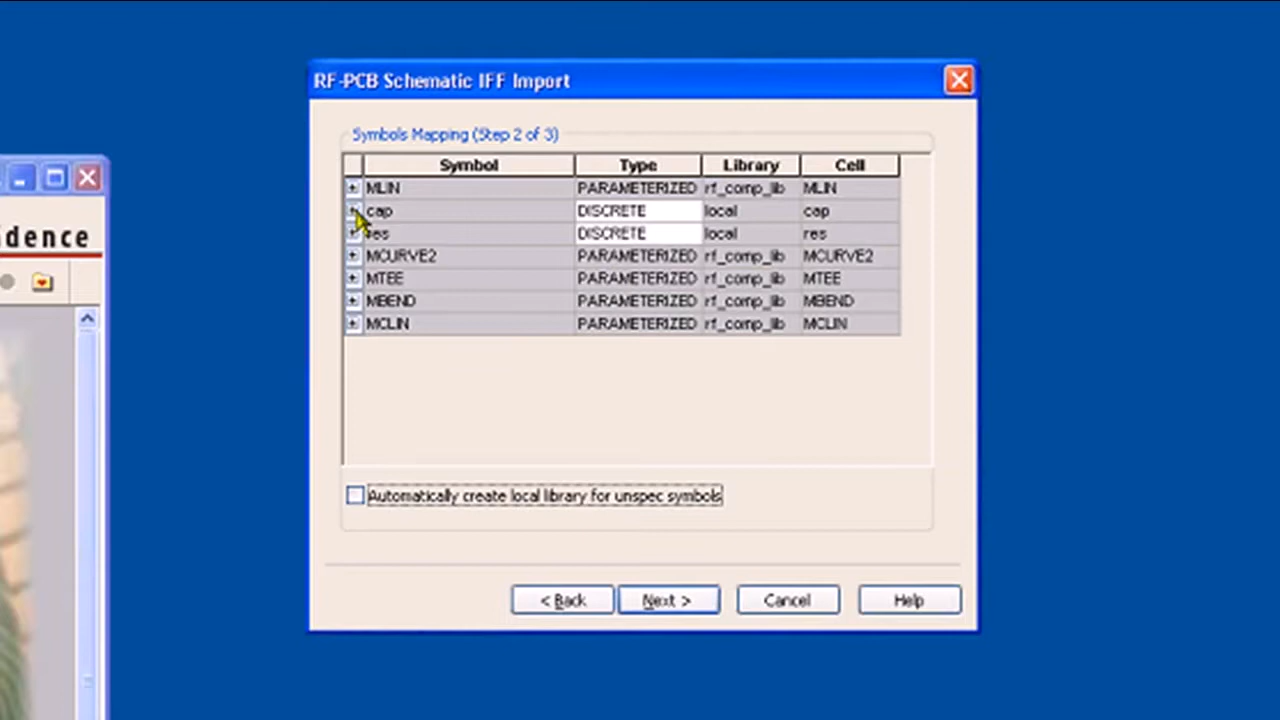 RF-PCB Schematic IFF Import
Symbols Mapping (Step 2 of 3)
Symbol Type Library Cell
MLIN PARAMETERIZED rf_comp_lib MLIN
cap DISCRETE local cap
res DISCRETE local res
MCURVE2 PARAMETERIZED rf_comp_lib MCURVE2
MTEE PARAMETERIZED rf_comp_lib MTEE
MBEND PARAMETERIZED rf_comp_lib MBEND
MCLIN PARAMETERIZED rf_comp_lib MCLIN
Automatically create local library for unspec symbols
< Back Next > Cancel Help
dence